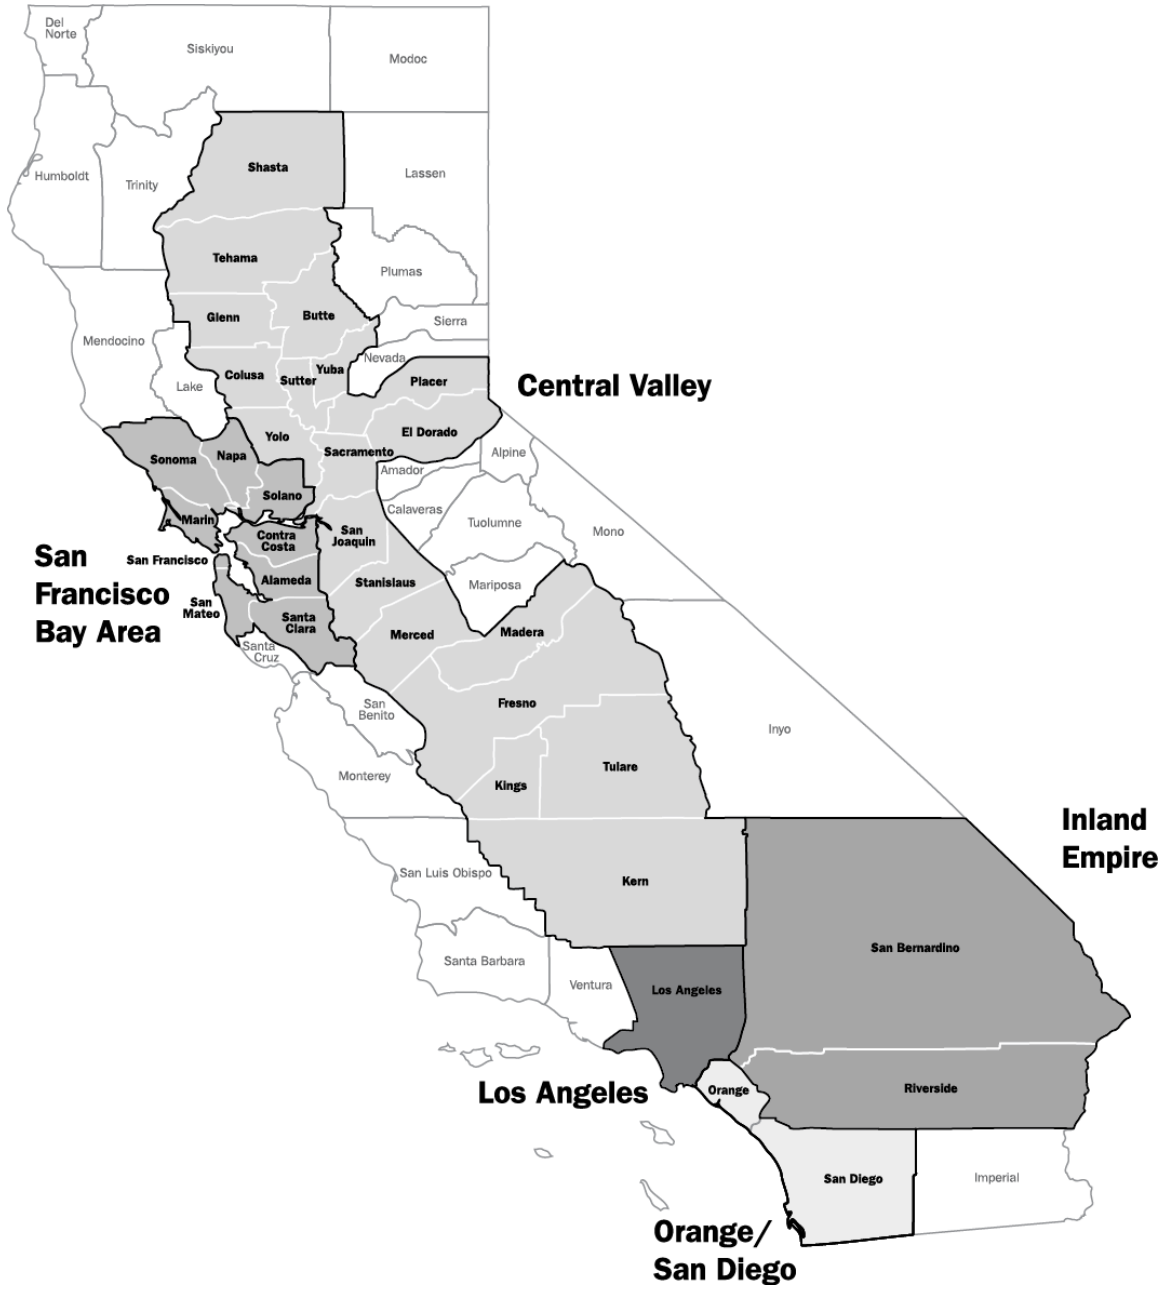 Del
Norte
Siskiyou
Modoc
Shasta
Humboldt
Trinity
Lassen
Tehama
Plumas
Glenn
Butte
Sierra
Mendocino
Nevada
Lake
Colusa
Sutter
Yuba
Placer
Central Valley
Yolo
El Dorado
Sonoma
Napa
Sacramento
Alpine
Amador
Solano
Calaveras
Marin
Tuolumne
Mono
Contra
Costa
San
Joaquin
San
Francisco
Bay Area
San Francisco
Alameda
Stanislaus
Mariposa
San
Mateo
Santa
Clara
Merced
Madera
Santa
Cruz
San
Benito
Fresno
Inyo
Monterey
Kings
Tulare
Inland
Empire
San Luis Obispo
Kern
San Bernardino
Santa Barbara
Ventura
Los Angeles
Los Angeles
Orange
Riverside
San Diego
Imperial
Orange/
San Diego